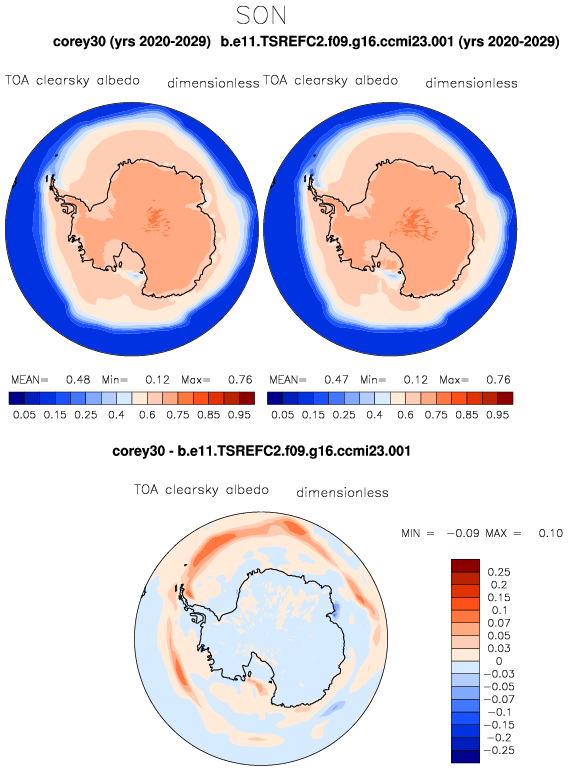 SON
corey30 (yrs 2020-2029) b.e11.TSREFC2.f09.g16.ccmi23.001 (yrs 2020-2029)
TOA clearsky albedo dimensionless TOA clearsky albedo dimensionless
MEAN= 0.48 Min= 0.12 Max= 0.76 MEAN= 0.47 Min= 0.12 Max= 0.76
0.05 0.15 0.25 0.4 0.6 0.75 0.85 0.95 0.05 0.15 0.25 0.4 0.6 0.75 0.85 0.95
corey30 - b.e11.TSREFC2.f09.g16.ccmi23.001
TOA clearsky albedo dimensionless
MIN = -0.09 MAX = 0.10
0.25
0.2
0.15
0.1
0.07
0.05
0.03
0
-0.03
-0.05
-0.07
-0.1
-0.15
-0.2
-0.25